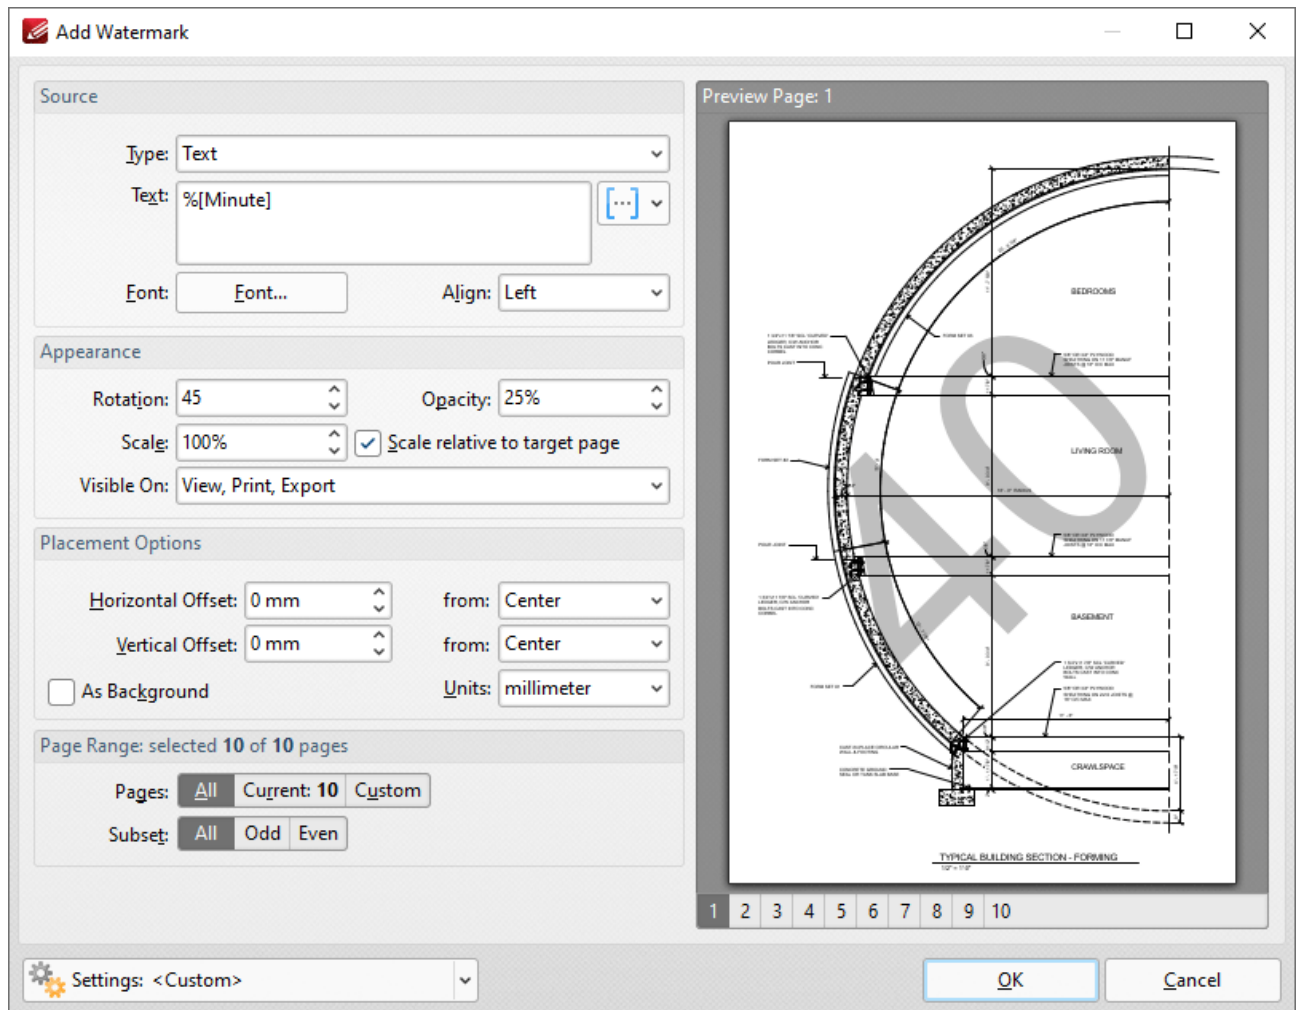 Add Watermark
Source
Type: Text
Text: %[Minute]
[...]
Font: Font... Align: Left
Appearance
Rotation: 45 Opacity: 25%
Scale: 100% Scale relative to target page
Visible On: View, Print, Export
Placement Options
Horizontal Offset: 0 mm from: Center
Vertical Offset: 0 mm from: Center
As Background Units: millimeter
Page Range: selected 10 of 10 pages
Pages: All Current: 10 Custom
Subset: All Odd Even
Preview Page: 1
BEDROOMS
LIVING ROOM
40
BASEMENT
CRAWLSPACE
TYPICAL BUILDING SECTION - FORMING
1 2 3 4 5 6 7 8 9 10
Settings: <Custom>
OK Cancel